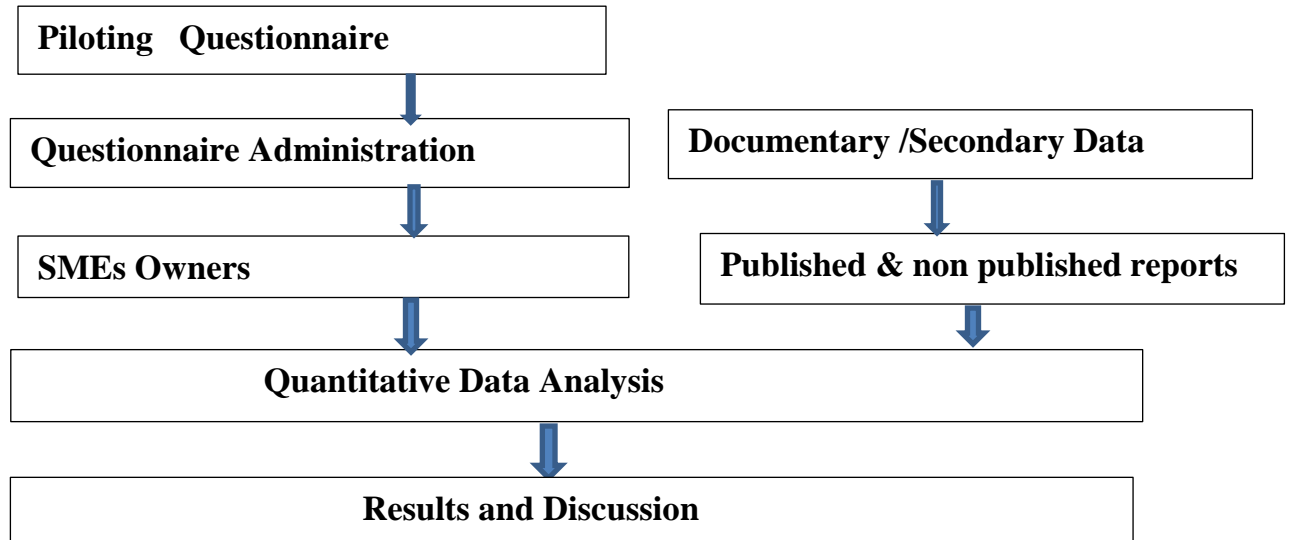 Piloting Questionnaire
Questionnaire Administration
Documentary /Secondary Data
SMEs Owners
Published & non published reports
Quantitative Data Analysis
Results and Discussion